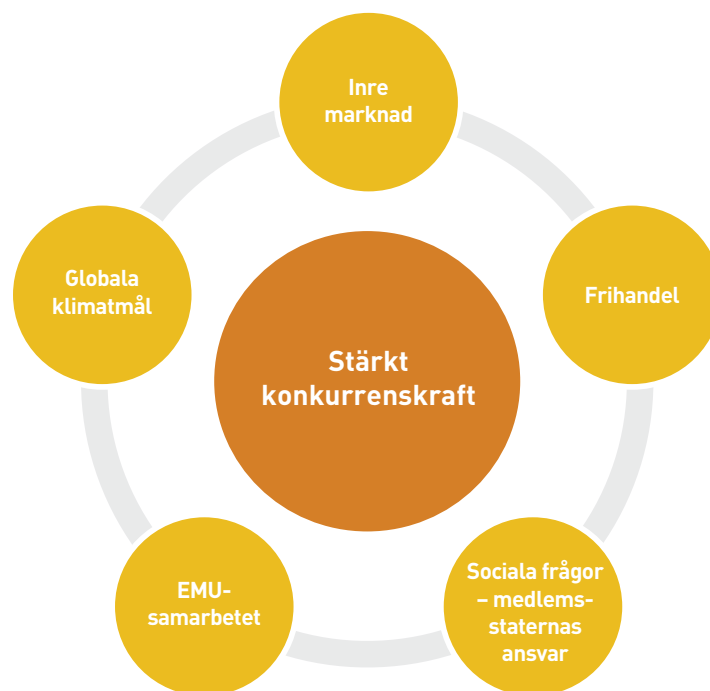 Inre
marknad
Globala
klimatmål
Frihandel
Stärkt
konkurrenskraft
EMU-
samarbetet
Sociala frågor
– medlems-
staternas
ansvar